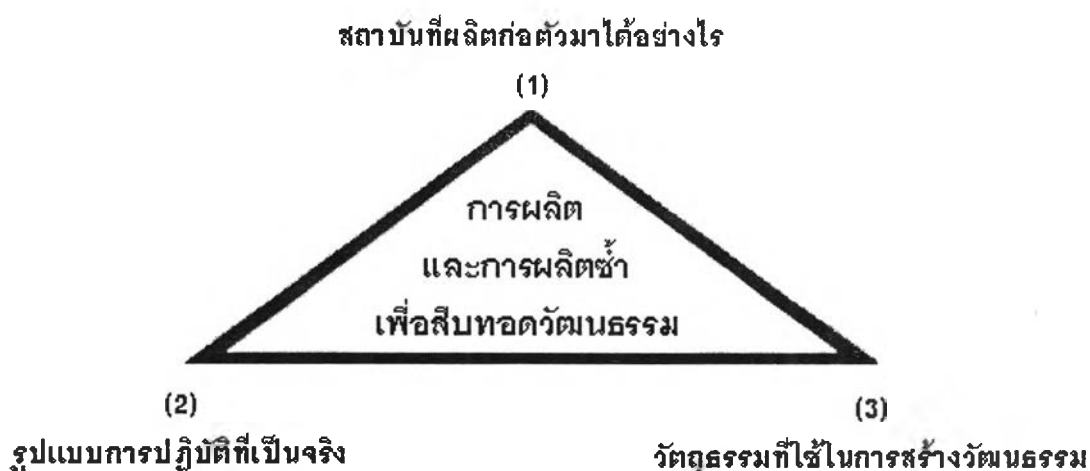 สถาบันที่ผลิตก่อตัวมาได้อย่างไร
(1)
การผลิต
และการผลิตซ้ำ
เพื่อสืบทอดวัฒนธรรม
(2)
(3)
รูปแบบการปฏิบัติที่เป็นจริง
วัตถุธรรมที่ใช้ในการสร้างวัฒนธรรม